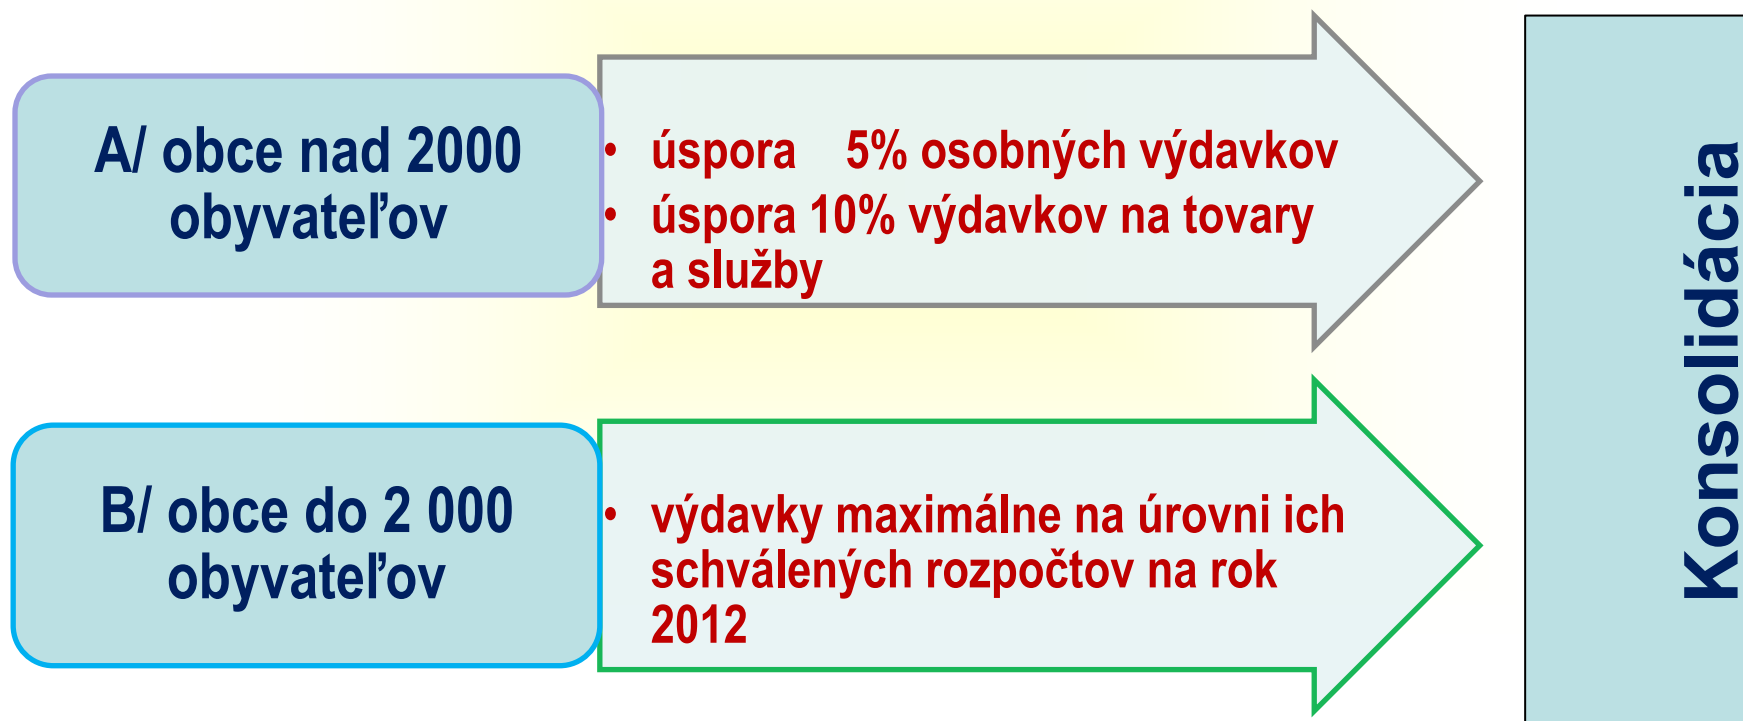 A/ obce nad 2000
obyvateľov
• úspora 5% osobných výdavkov
• úspora 10% výdavkov na tovary
a služby
B/ obce do 2 000
obyvateľov
• výdavky maximálne na úrovni ich
schválených rozpočtov na rok
2012
Konsolidácia